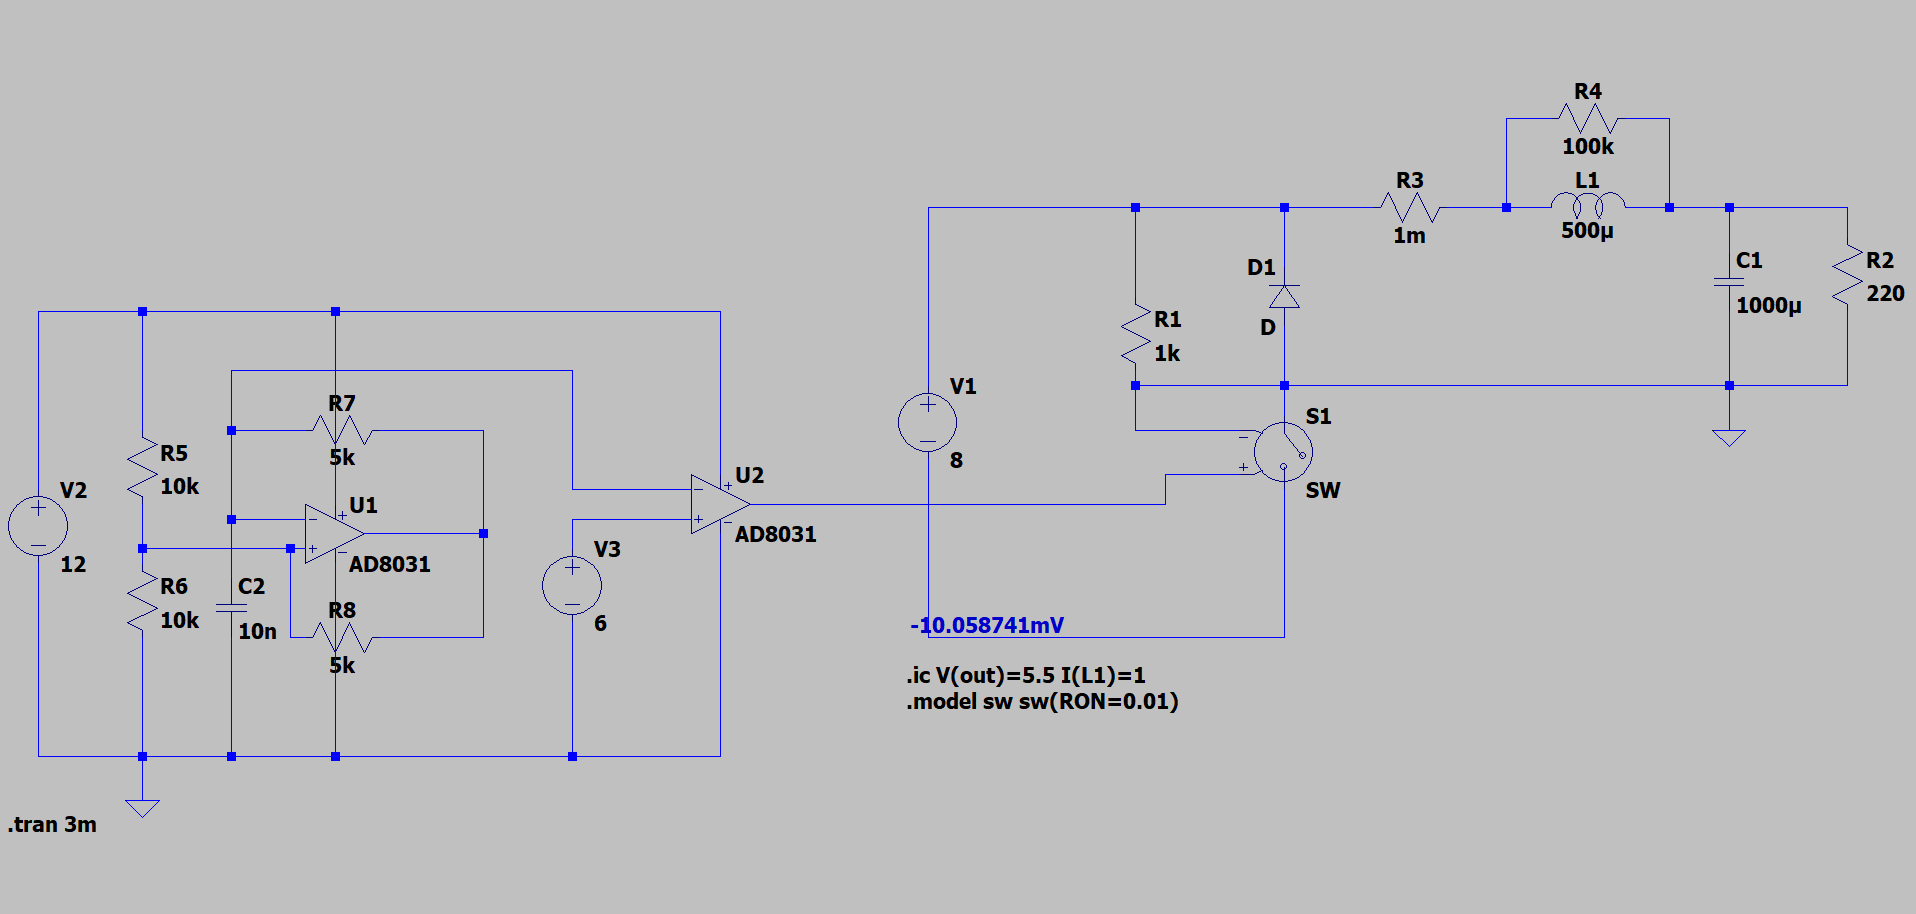 R4
100k
R3
L1
1m
500µ
D1
C1
R2
1000µ
220
R1
D
1k
V1
R7
S1
R5
5k
8
10k
U2
V2
SW
U1
12
AD8031
V3
AD8031
R6
C2
R8
10k
10n
6
-10.058741mV
5k
.ic V(out)=5.5 I(L1)=1
.model sw sw(RON=0.01)
.tran 3m